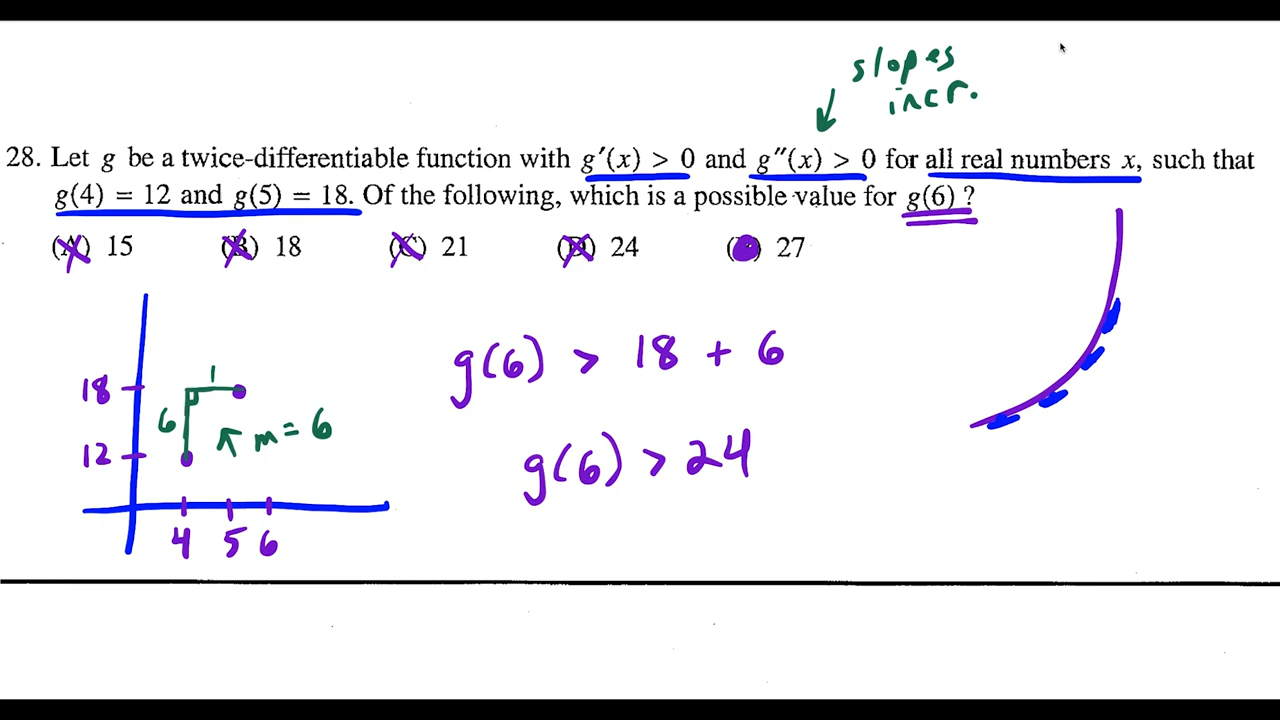 slopes
incr.
28. Let g be a twice-differentiable function with g′(x) > 0 and g″(x) > 0 for all real numbers x, such that
g(4) = 12 and g(5) = 18. Of the following, which is a possible value for g(6) ?
(A) 15 (B) 18 (C) 21 (D) 24 ( ) 27
g(6) > 18 + 6
1
18
6
m = 6
12
g(6) > 24
4 5 6